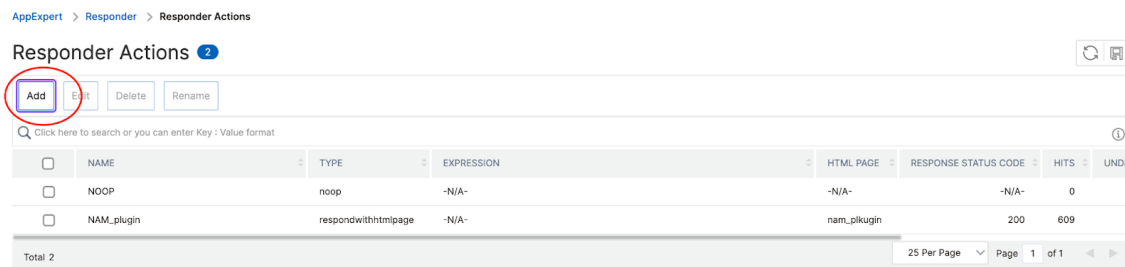 AppExpert > Responder > Responder Actions
Responder Actions 2
Add Edit Delete Rename
Click here to search or you can enter Key : Value format
NAME TYPE EXPRESSION HTML PAGE RESPONSE STATUS CODE HITS UND
NOOP noop -N/A- -N/A- -N/A- 0
NAM_plugin respondwithhtmlpage -N/A- nam_plkugin 200 609
Total 2 25 Per Page Page 1 of 1